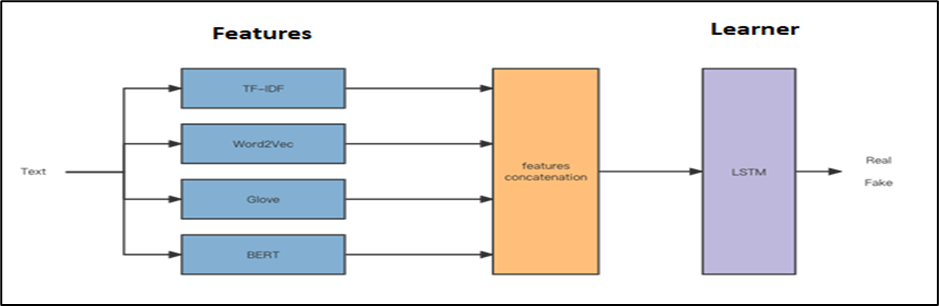 Features
Learner
Text
TF-IDF
Word2Vec
Glove
BERT
features
concatenation
LSTM
Real
Fake